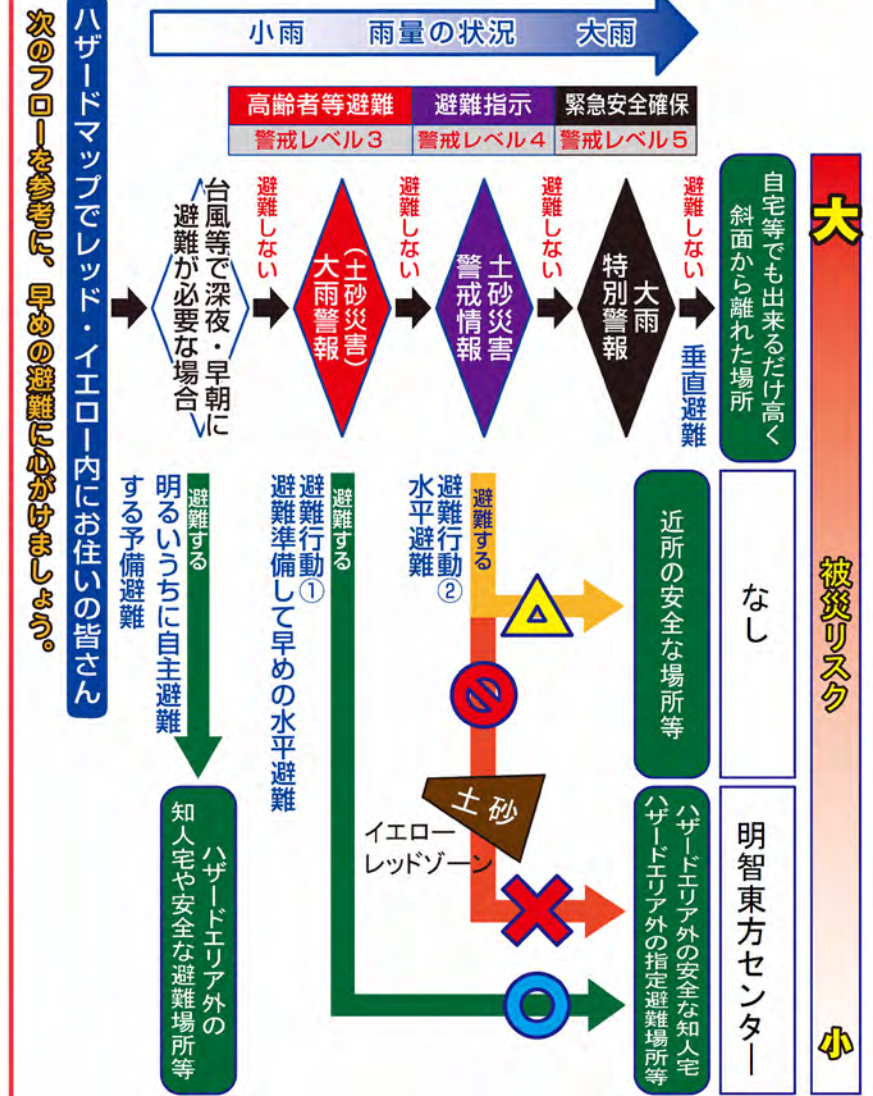 ハザードマップでレッド・イエロー内にお住いの皆さん
次のフローを参考に、早めの避難に心がけましょう。
小雨 雨量の状況 大雨
高齢者等避難
警戒レベル3
避難指示
警戒レベル4
緊急安全確保
警戒レベル5
台風等で深夜・早朝に
避難が必要な場合
避難しない
(土砂災害)
大雨警報
避難しない
土砂災害
警戒情報
避難しない
大雨
特別警報
避難しない
垂直避難
自宅等でも出来るだけ高く
斜面から離れた場所
大
被災リスク
小
避難する
明るいうちに自主避難
する予備避難
ハザードエリア外の
知人宅や安全な避難場所等
避難する
避難行動①
避難準備して早めの水平避難
避難する
避難行動②
水平避難
近所の安全な場所等
なし
土砂
イエロー
レッドゾーン
ハザードエリア外の安全な知人宅
ハザードエリア外の指定避難場所等
明智東方センター